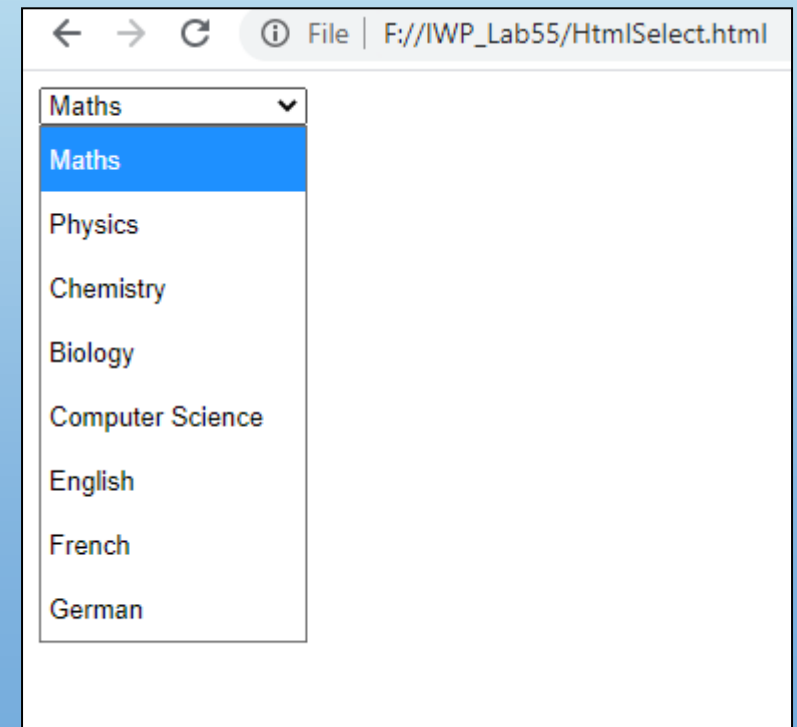 File | F://IWP_Lab55/HtmlSelect.html
Maths
Maths
Physics
Chemistry
Biology
Computer Science
English
French
German